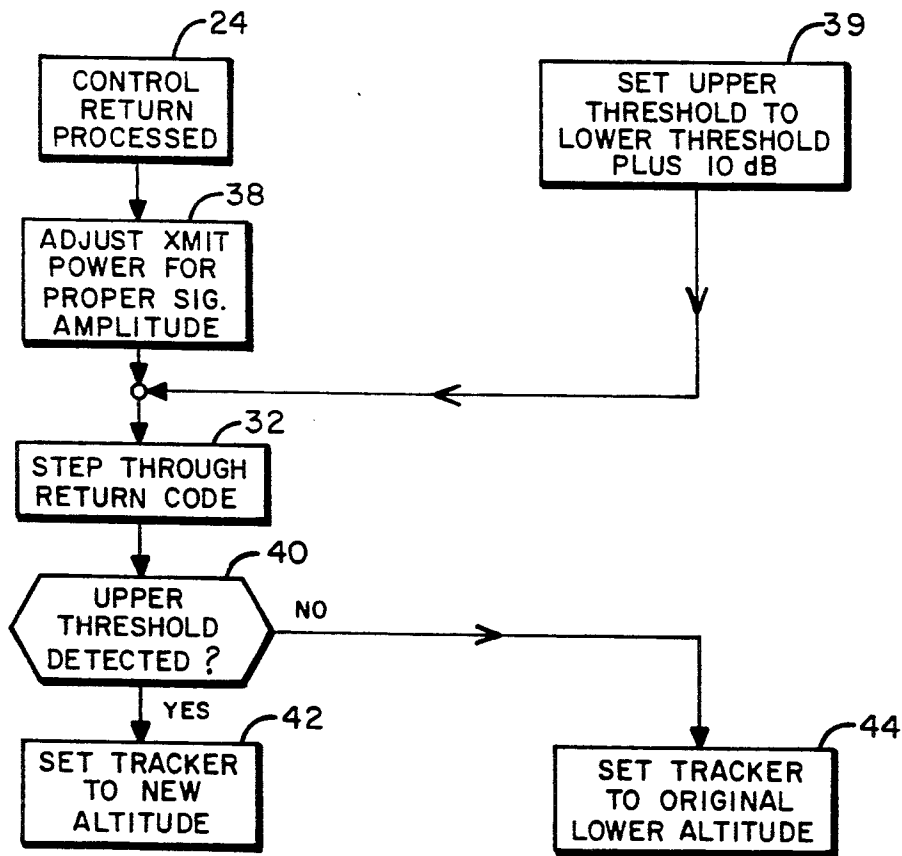 24
CONTROL
RETURN
PROCESSED
39
SET UPPER
THRESHOLD TO
LOWER THRESHOLD
PLUS 10 dB
38
ADJUST XMIT
POWER FOR
PROPER SIG.
AMPLITUDE
32
STEP THROUGH
RETURN CODE
40
UPPER
THRESHOLD
DETECTED ?
NO
YES
42
SET TRACKER
TO NEW
ALTITUDE
44
SET TRACKER
TO ORIGINAL
LOWER ALTITUDE